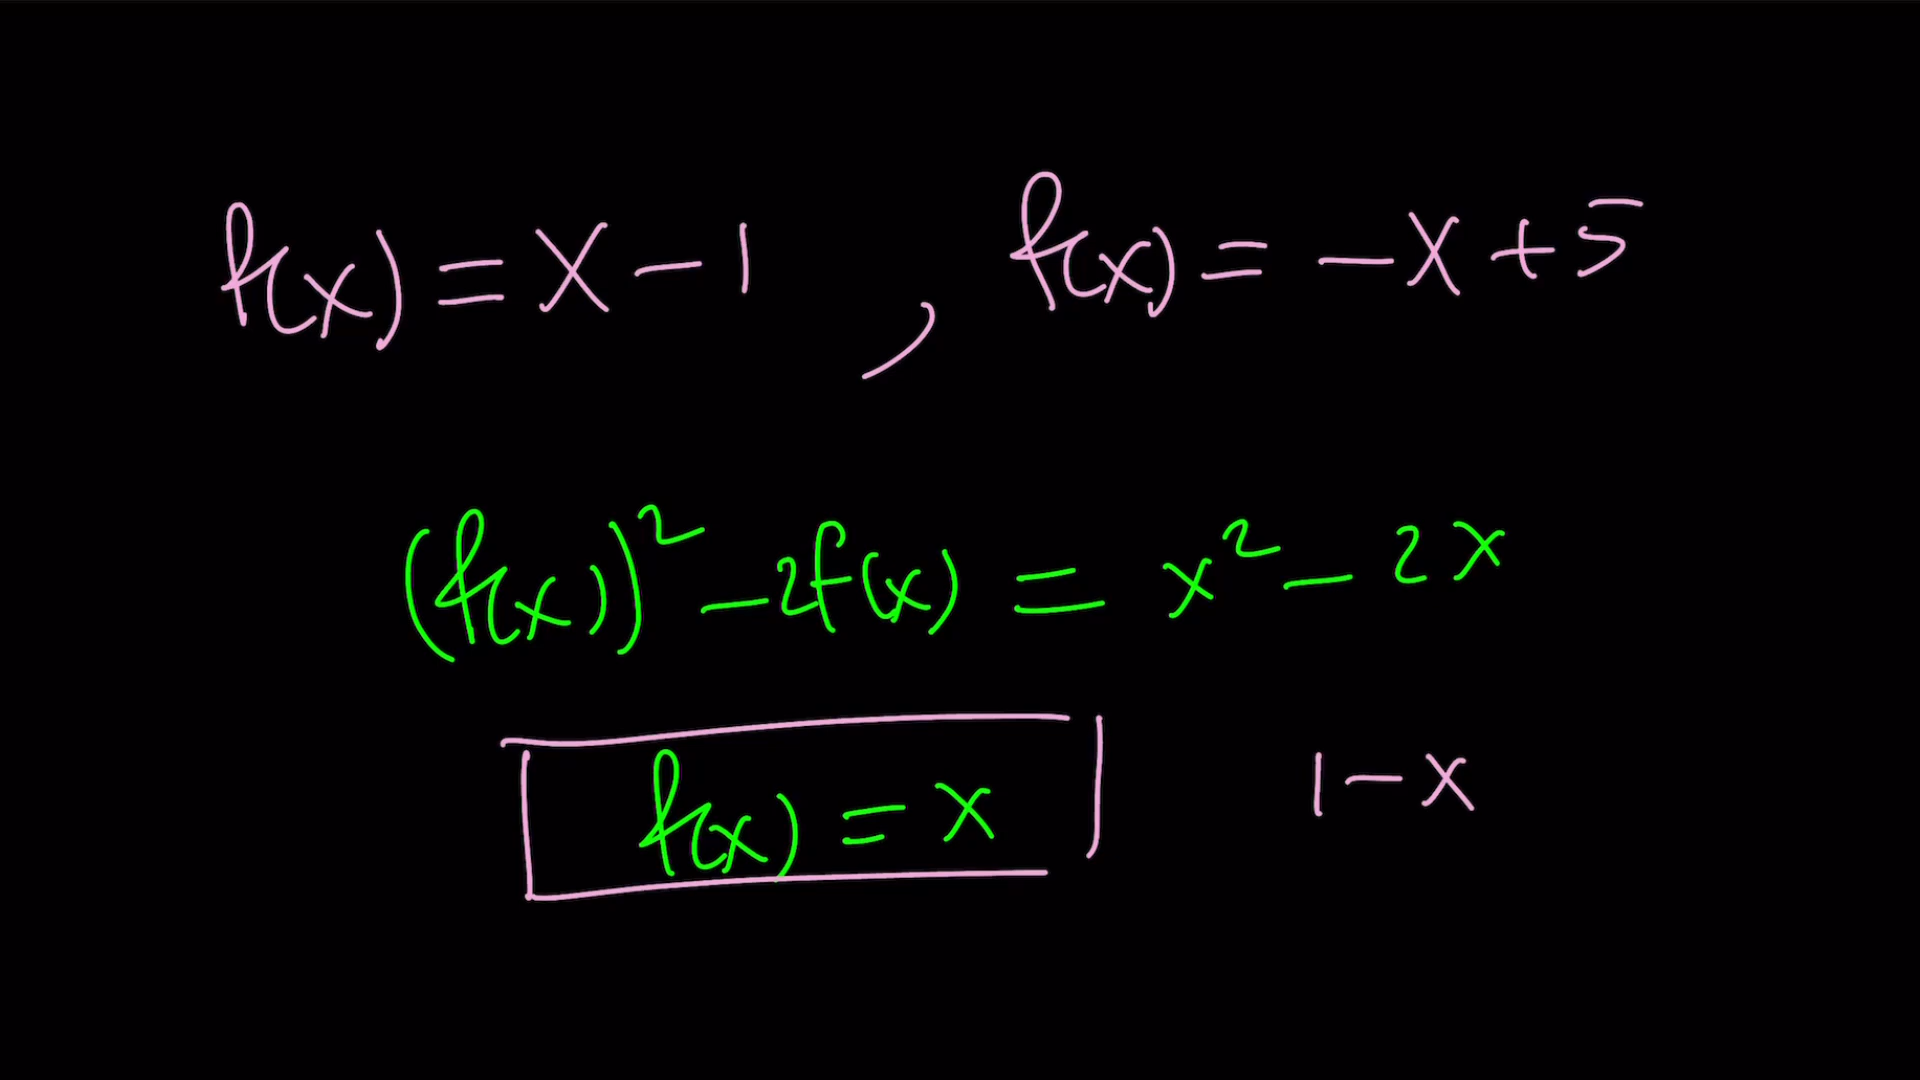 f(x) = x - 1 , f(x) = -x + 5
(f(x))² - 2f(x) = x² - 2x
f(x) = x 1 - x